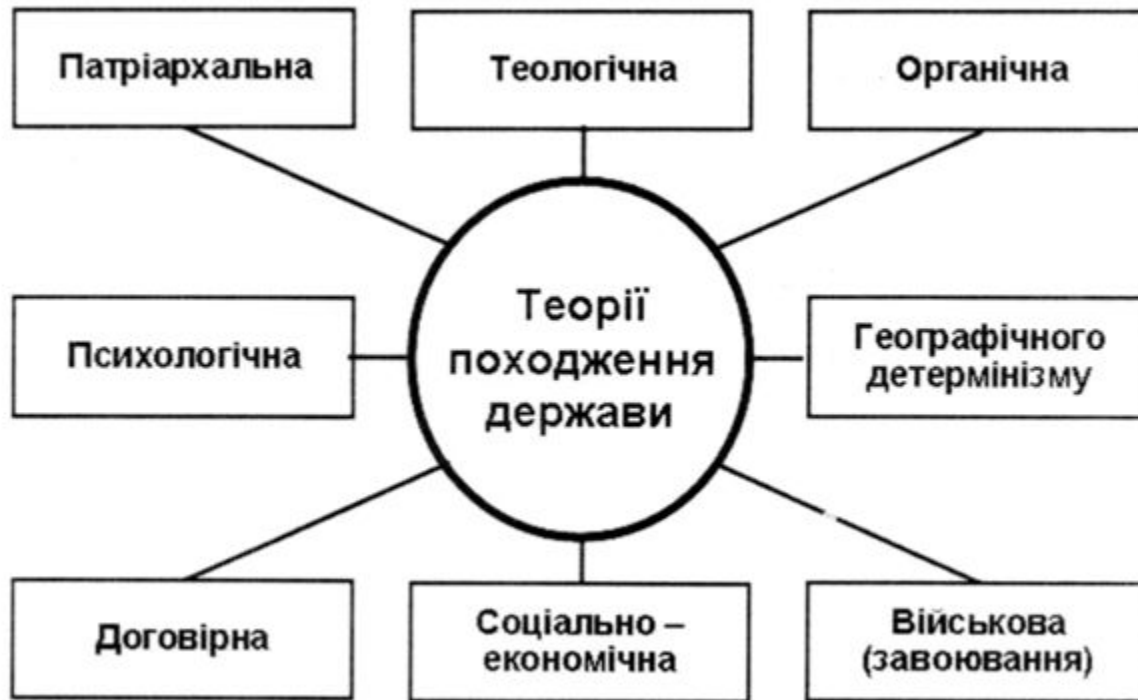 Патріархальна
Теологічна
Органічна
Психологічна
Теорії
походження
держави
Географічного
детермінізму
Договірна
Соціально –
економічна
Військова
(завоювання)